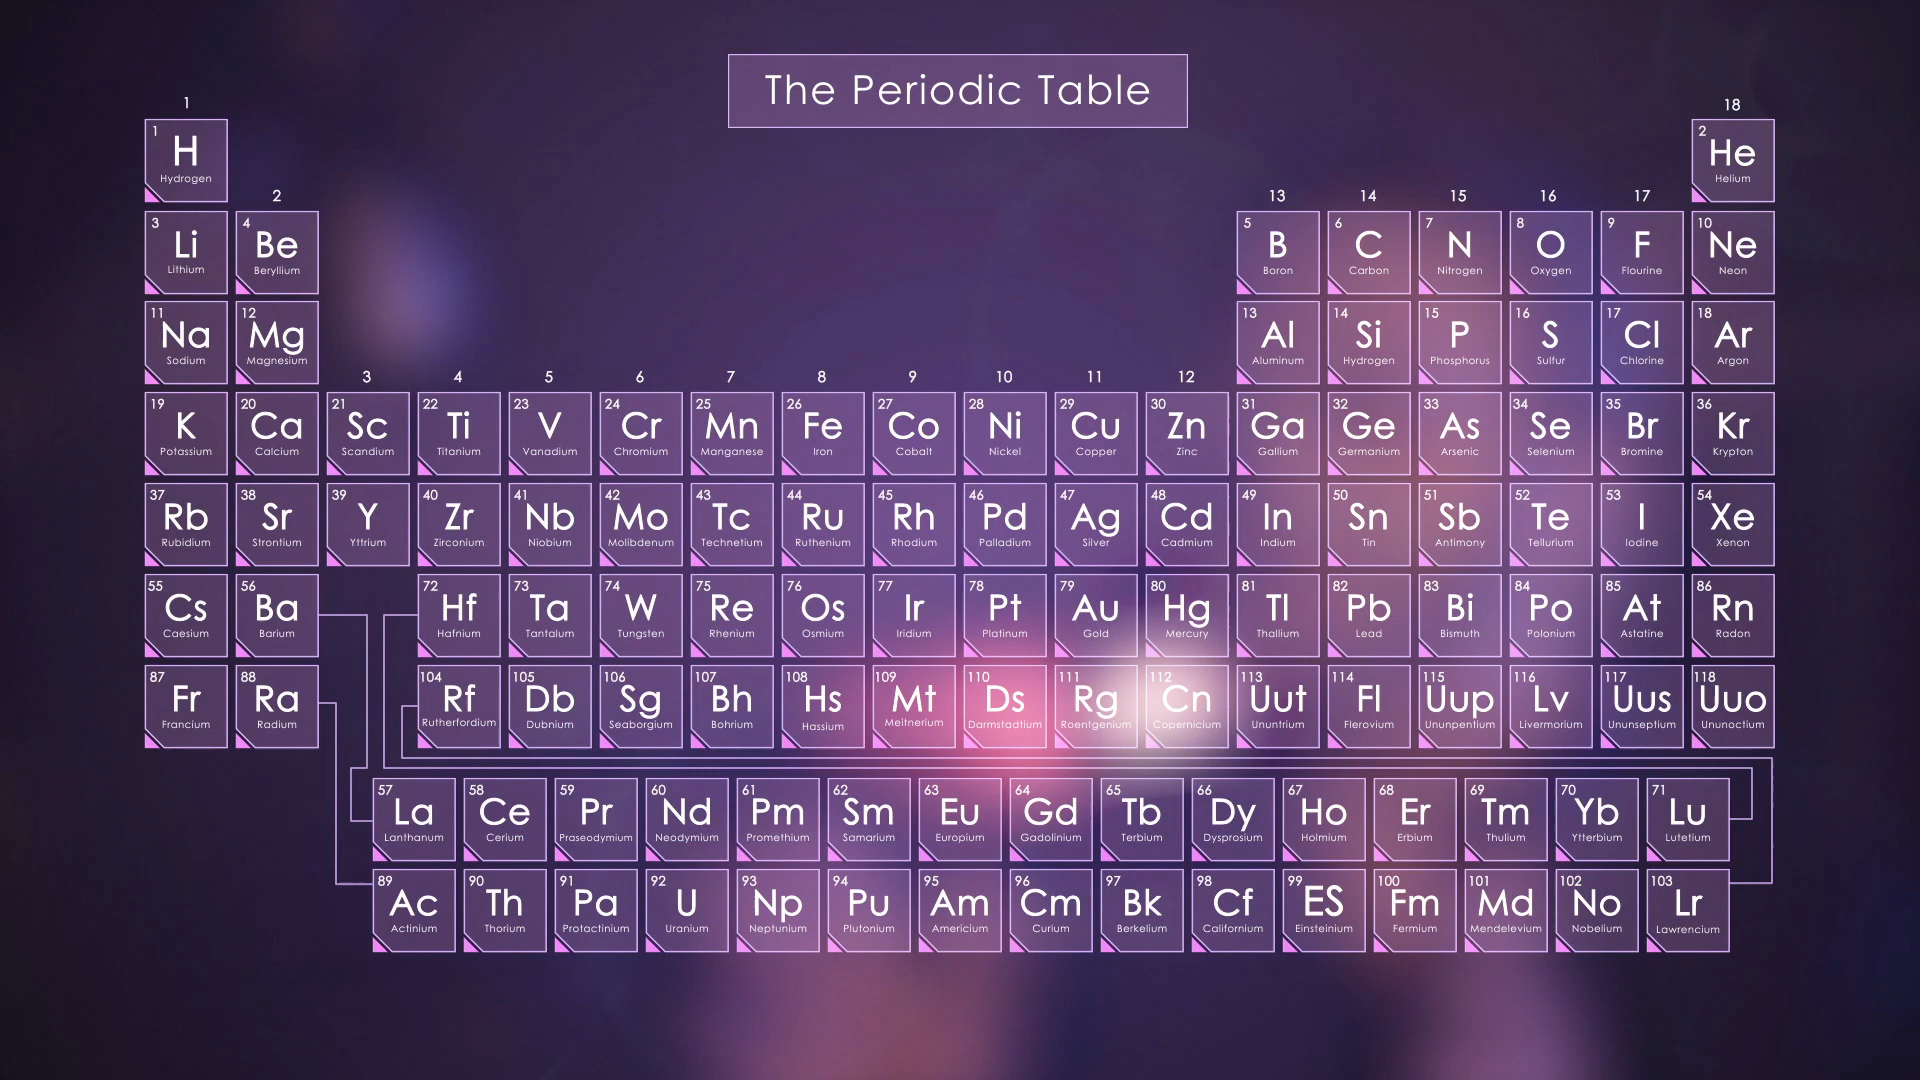 The Periodic Table
1
18
1
H
Hydrogen
2
He
Helium
2
13 14 15 16 17
3 4 5 6 7 8 9 10
Li Be B C N O F Ne
Lithium Beryllium Boron Carbon Nitrogen Oxygen Flourine Neon
11 12 13 14 15 16 17 18
Na Mg Al Si P S Cl Ar
Sodium Magnesium Aluminum Hydrogen Phosphorus Sulfur Chlorine Argon
3 4 5 6 7 8 9 10 11 12
19 20 21 22 23 24 25 26 27 28 29 30 31 32 33 34 35 36
K Ca Sc Ti V Cr Mn Fe Co Ni Cu Zn Ga Ge As Se Br Kr
Potassium Calcium Scandium Titanium Vanadium Chromium Manganese Iron Cobalt Nickel Copper Zinc Gallium Germanium Arsenic Selenium Bromine Krypton
37 38 39 40 41 42 43 44 45 46 47 48 49 50 51 52 53 54
Rb Sr Y Zr Nb Mo Tc Ru Rh Pd Ag Cd In Sn Sb Te I Xe
Rubidium Strontium Yttrium Zirconium Niobium Molibdenum Technetium Ruthenium Rhodium Palladium Silver Cadmium Indium Tin Antimony Tellurium Iodine Xenon
55 56 72 73 74 75 76 77 78 79 80 81 82 83 84 85 86
Cs Ba Hf Ta W Re Os Ir Pt Au Hg Tl Pb Bi Po At Rn
Caesium Barium Hafnium Tantalum Tungsten Rhenium Osmium Iridium Platinum Gold Mercury Thallium Lead Bismuth Polonium Astatine Radon
87 88 104 105 106 107 108 109 110 111 112 113 114 115 116 117 118
Fr Ra Rf Db Sg Bh Hs Mt Ds Rg Cn Uut Fl Uup Lv Uus Uuo
Francium Radium Rutherfordium Dubnium Seaborgium Bohrium Hassium Meitnerium Darmstadtium Roentgenium Copernicium Ununtrium Flerovium Ununpentium Livermorium Ununseptium Ununoctium
57 58 59 60 61 62 63 64 65 66 67 68 69 70 71
La Ce Pr Nd Pm Sm Eu Gd Tb Dy Ho Er Tm Yb Lu
Lanthanum Cerium Praseodymium Neodymium Promethium Samarium Europium Gadolinium Terbium Dysprosium Holmium Erbium Thulium Ytterbium Lutetium
89 90 91 92 93 94 95 96 97 98 99 100 101 102 103
Ac Th Pa U Np Pu Am Cm Bk Cf ES Fm Md No Lr
Actinium Thorium Protactinium Uranium Neptunium Plutonium Americium Curium Berkelium Californium Einsteinium Fermium Mendelevium Nobelium Lawrencium